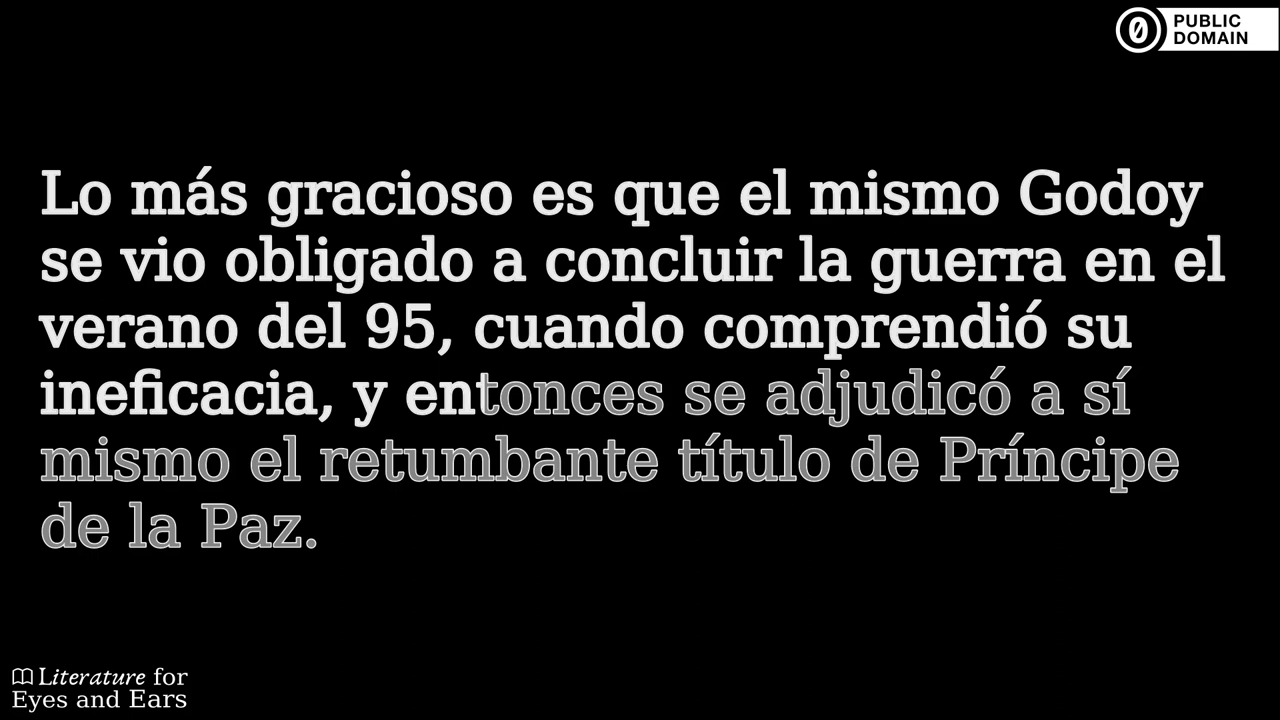 PUBLIC
DOMAIN
Lo más gracioso es que el mismo Godoy
se vio obligado a concluir la guerra en el
verano del 95, cuando comprendió su
ineficacia, y entonces se adjudicó a sí
mismo el retumbante título de Príncipe
de la Paz.
Literature for
Eyes and Ears